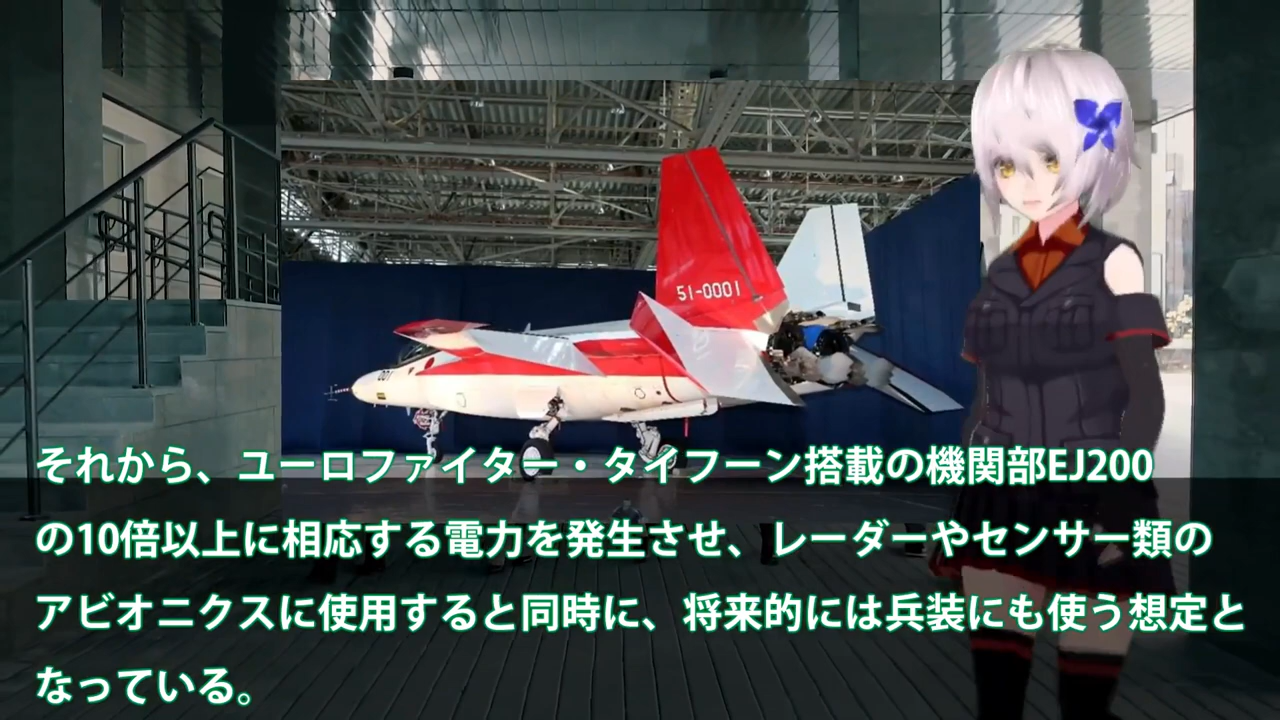 51-0001
001
それから、ユーロファイター・タイフーン搭載の機関部EJ200
の10倍以上に相応する電力を発生させ、レーダーやセンサー類の
アビオニクスに使用すると同時に、将来的には兵装にも使う想定と
なっている。